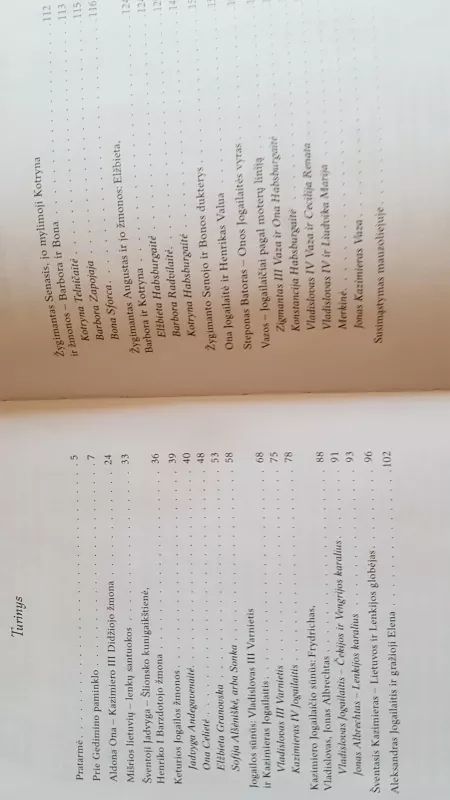 Turinys
Pratarmė . . . 5
Prie Gedimino paminklo . . . 7
Aldona Ona – Kazimiero III Didžiojo žmona . . . 24
Mišrios lietuvių – lenkų santuokos . . . 33
Šventoji Jadvyga – Šlionsko kunigaikštienė,
Henriko I Barzdotojo žmona . . . 36
Keturios Jogailos žmonos . . . 39
Jadvyga Andegavenaitė . . . 40
Ona Celietė . . . 48
Elžbieta Granovska . . . 53
Sofija Alšėniškė, arba Sonka . . . 58
Jogailos sūnūs: Vladislovas III Varnietis
ir Kazimieras Jogailaitis . . . 68
Vladislovas III Varnietis . . . 75
Kazimieras IV Jogailaitis . . . 78
Kazimiero Jogailaičio sūnūs: Frydrichas,
Vladislovas, Jonas Albrechtas . . . 88
Vladislovas Jogailaitis – Čekijos ir Vengrijos karalius . . . 91
Jonas Albrechtas – Lenkijos karalius . . . 93
Šventasis Kazimieras – Lietuvos ir Lenkijos globėjas . . . 96
Aleksandras Jogailaitis ir gražioji Elena . . . 102
Žygimantas Senasis, jo mylimoji Kotryna
ir žmonos – Barbora ir Bona . . . 112
Kotryna Telničaitė . . . 113
Barbora Zapojaja . . . 115
Bona Sforca . . . 116
Žygimantas Augustas ir jo žmonos: Elžbieta,
Barbora ir Kotryna . . . 124
Elžbieta Habsburgaitė . . .
Barbora Radvilaitė . . .
Kotryna Habsburgaitė . . .
Žygimanto Senojo ir Bonos dukterys . . .
Ona Jogailaitė ir Henrikas Valua . . .
Steponas Batoras – Onos Jogailaitės vyras . . .
Vazos – Jogailaičiai pagal moterų liniją . . .
Zigmantas III Vaza ir Ona Habsburgaitė . . .
Konstancija Habsburgaitė . . .
Vladislovas IV Vaza ir Cecilija Renata
Vladislovas IV ir Liudvika Marija
Merkinė . . .
Jonas Kazimieras Vaza . . .
Susimąstymas mauzoliejuje . . .